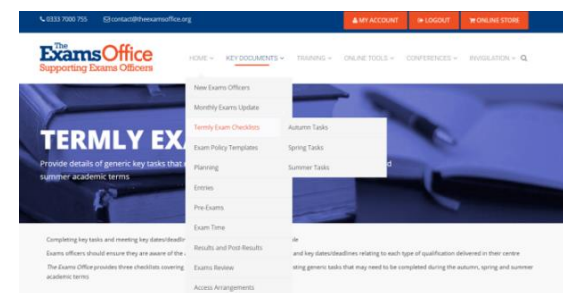 0333 7000 755 contact@theexamsoffice.org MY ACCOUNT LOGOUT ONLINE STORE
The
ExamsOffice
Supporting Exams Officers
HOME KEY DOCUMENTS TRAINING ONLINE TOOLS CONFERENCES INVIGILATION
New Exams Officers
Monthly Exams Update
Termly Exam Checklists Autumn Tasks
Exam Policy Templates Spring Tasks
Planning Summer Tasks
Entries
Pre-Exams
Exam Time
Results and Post-Results
Exams Review
Access Arrangements
TERMLY EX
Provide details of generic key tasks that
summer academic terms
Completing key tasks and meeting key dates/deadlin
Exams officers should ensure they are aware of the and key dates/deadlines relating to each type of qualification delivered in their centre
The Exams Office provides three checklists covering sting generic tasks that may need to be completed during the autumn, spring and summer
academic terms